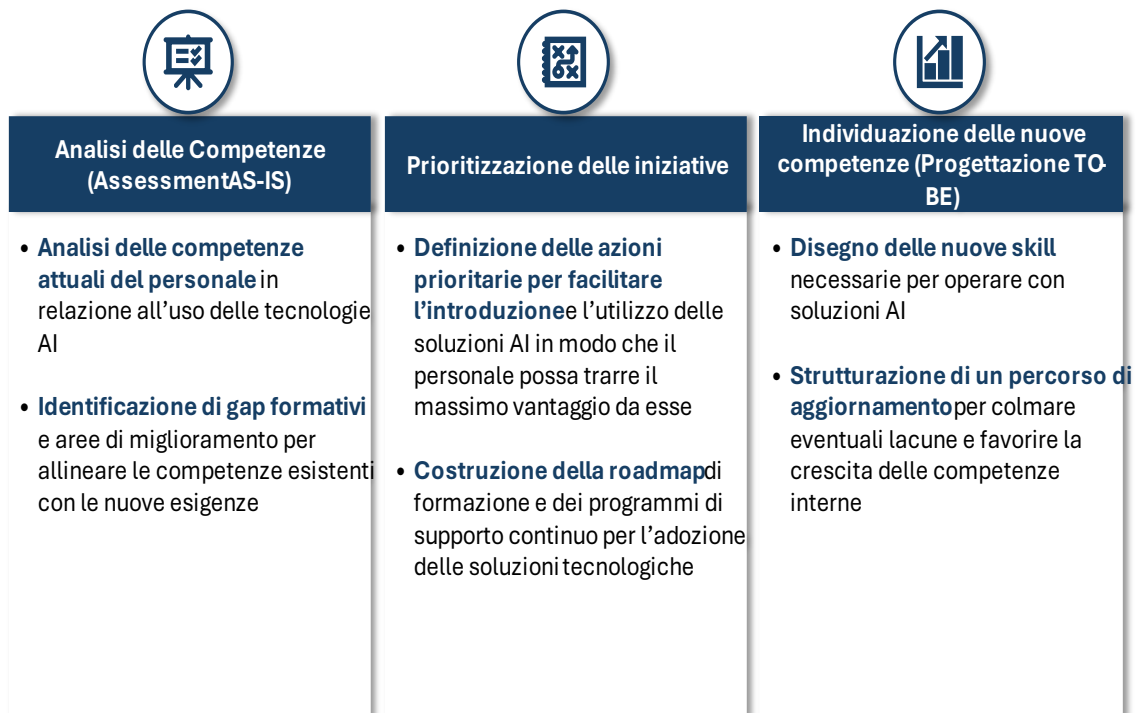 Analisi delle Competenze
(AssessmentAS-IS)
• Analisi delle competenze
attuali del personale in
relazione all’uso delle tecnologie
AI
• Identificazione di gap formativi
e aree di miglioramento per
allineare le competenze esistenti
con le nuove esigenze
Prioritizzazione delle iniziative
• Definizione delle azioni
prioritarie per facilitare
l’introduzionee l’utilizzo delle
soluzioni AI in modo che il
personale possa trarre il
massimo vantaggio da esse
• Costruzione della roadmapdi
formazione e dei programmi di
supporto continuo per l’adozione
delle soluzioni tecnologiche
Individuazione delle nuove
competenze (Progettazione TO-
BE)
• Disegno delle nuove skill
necessarie per operare con
soluzioni AI
• Strutturazione di un percorso di
aggiornamentoper colmare
eventuali lacune e favorire la
crescita delle competenze
interne